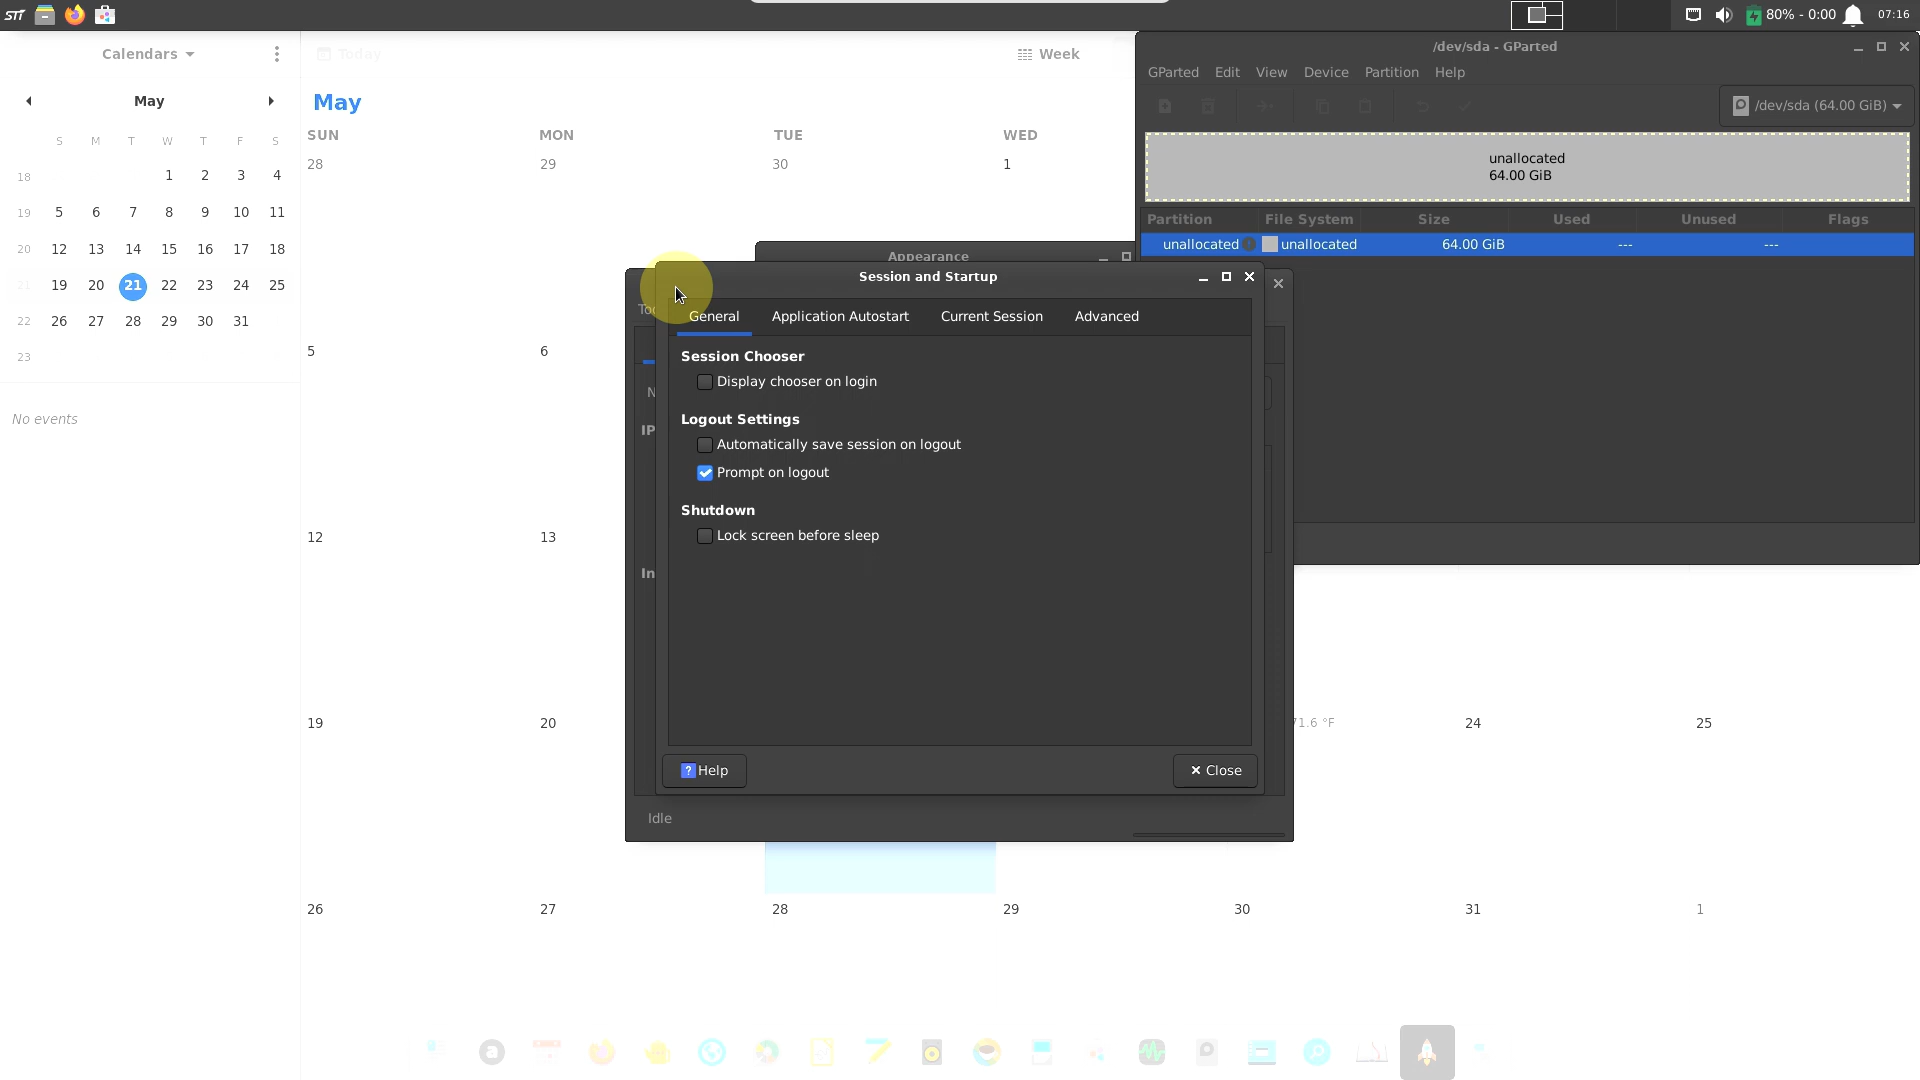 80% - 0:00
07:16
Calendars
Today
Week
May
S M T W T F S
18 1 2 3 4
19 5 6 7 8 9 10 11
20 12 13 14 15 16 17 18
21 19 20 21 22 23 24 25
22 26 27 28 29 30 31
23
No events
May
SUN MON TUE WED
28 29 30 1
5 6
12 13
19 20 71.6 °F 24 25
26 27 28 29 30 31 1
/dev/sda - GParted
GParted Edit View Device Partition Help
/dev/sda (64.00 GiB)
unallocated
64.00 GiB
Partition File System Size Used Unused Flags
unallocated unallocated 64.00 GiB --- ---
Appearance
Session and Startup
General Application Autostart Current Session Advanced
Session Chooser
Display chooser on login
Logout Settings
Automatically save session on logout
Prompt on logout
Shutdown
Lock screen before sleep
? Help
Close
IP
Idle